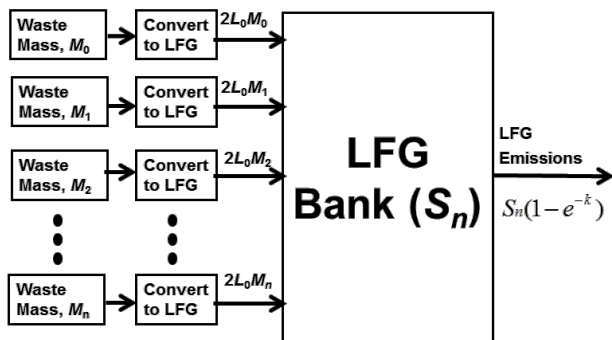 Waste
Mass, M₀
Convert
to LFG
2L₀M₀
Waste
Mass, M₁
Convert
to LFG
2L₀M₁
Waste
Mass, M₂
Convert
to LFG
2L₀M₂
Waste
Mass, Mₙ
Convert
to LFG
2L₀Mₙ
LFG
Bank (Sₙ)
LFG
Emissions
Sₙ(1−e⁻ᵏ)